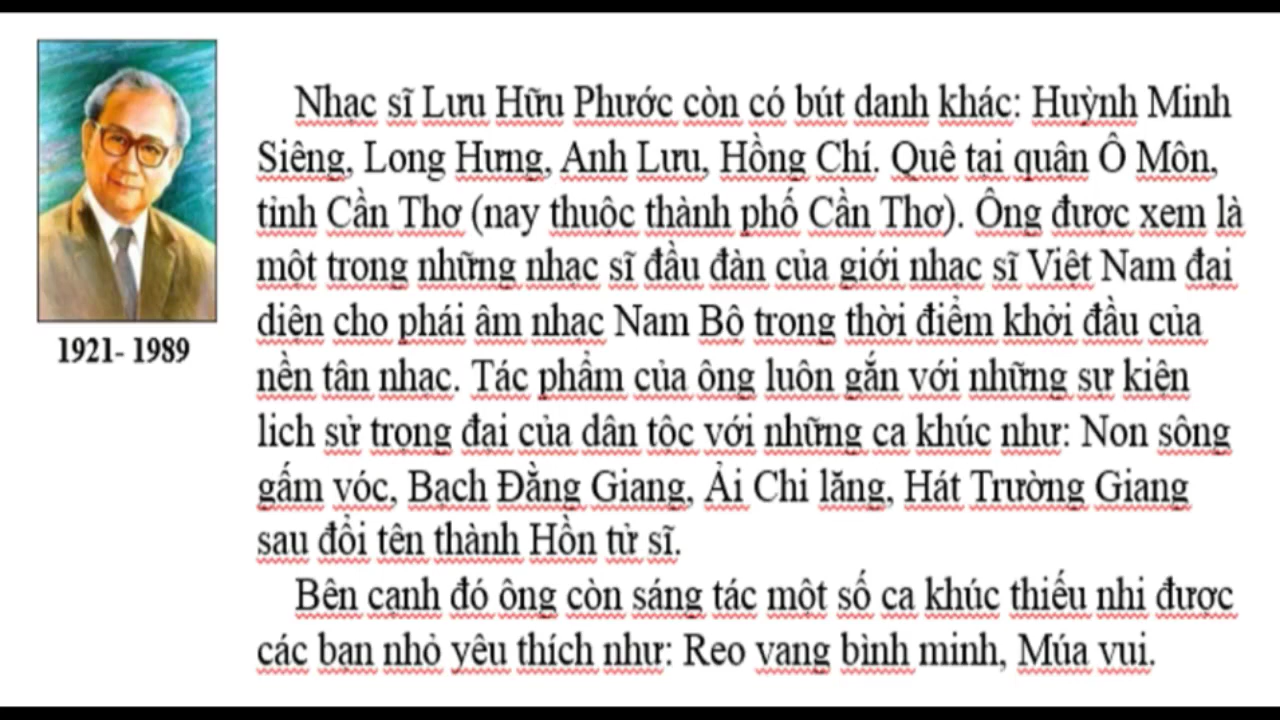 Nhạc sĩ Lưu Hữu Phước còn có bút danh khác: Huỳnh Minh
Siêng, Long Hưng, Anh Lưu, Hồng Chí. Quê tại quận Ô Môn,
tỉnh Cần Thơ (nay thuộc thành phố Cần Thơ). Ông được xem là
một trong những nhạc sĩ đầu đàn của giới nhạc sĩ Việt Nam đại
diện cho phái âm nhạc Nam Bộ trong thời điểm khởi đầu của
nền tân nhạc. Tác phẩm của ông luôn gắn với những sự kiện
lich sử trọng đại của dân tộc với những ca khúc như: Non sông
gấm vóc, Bạch Đằng Giang, Ải Chi lăng, Hát Trường Giang
sau đổi tên thành Hồn tử sĩ.
Bên cạnh đó ông còn sáng tác một số ca khúc thiếu nhi được
các bạn nhỏ yêu thích như: Reo vang bình minh, Múa vui.
1921- 1989